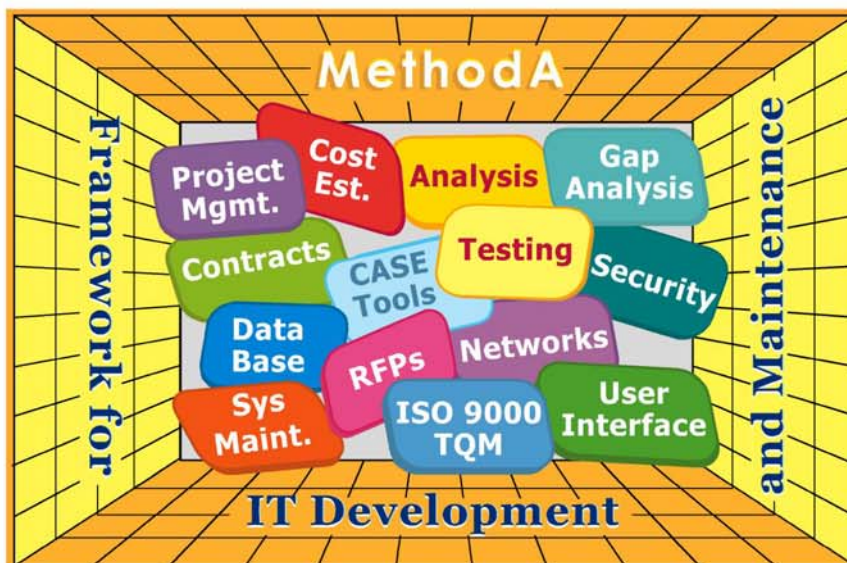 MethodA
Framework for
Project
Mgmt.
Cost
Est.
Analysis
Gap
Analysis
Contracts
CASE
Tools
Testing
Security
Data
Base
RFPs
Networks
Sys
Maint.
ISO 9000
TQM
User
Interface
IT Development
and Maintenance